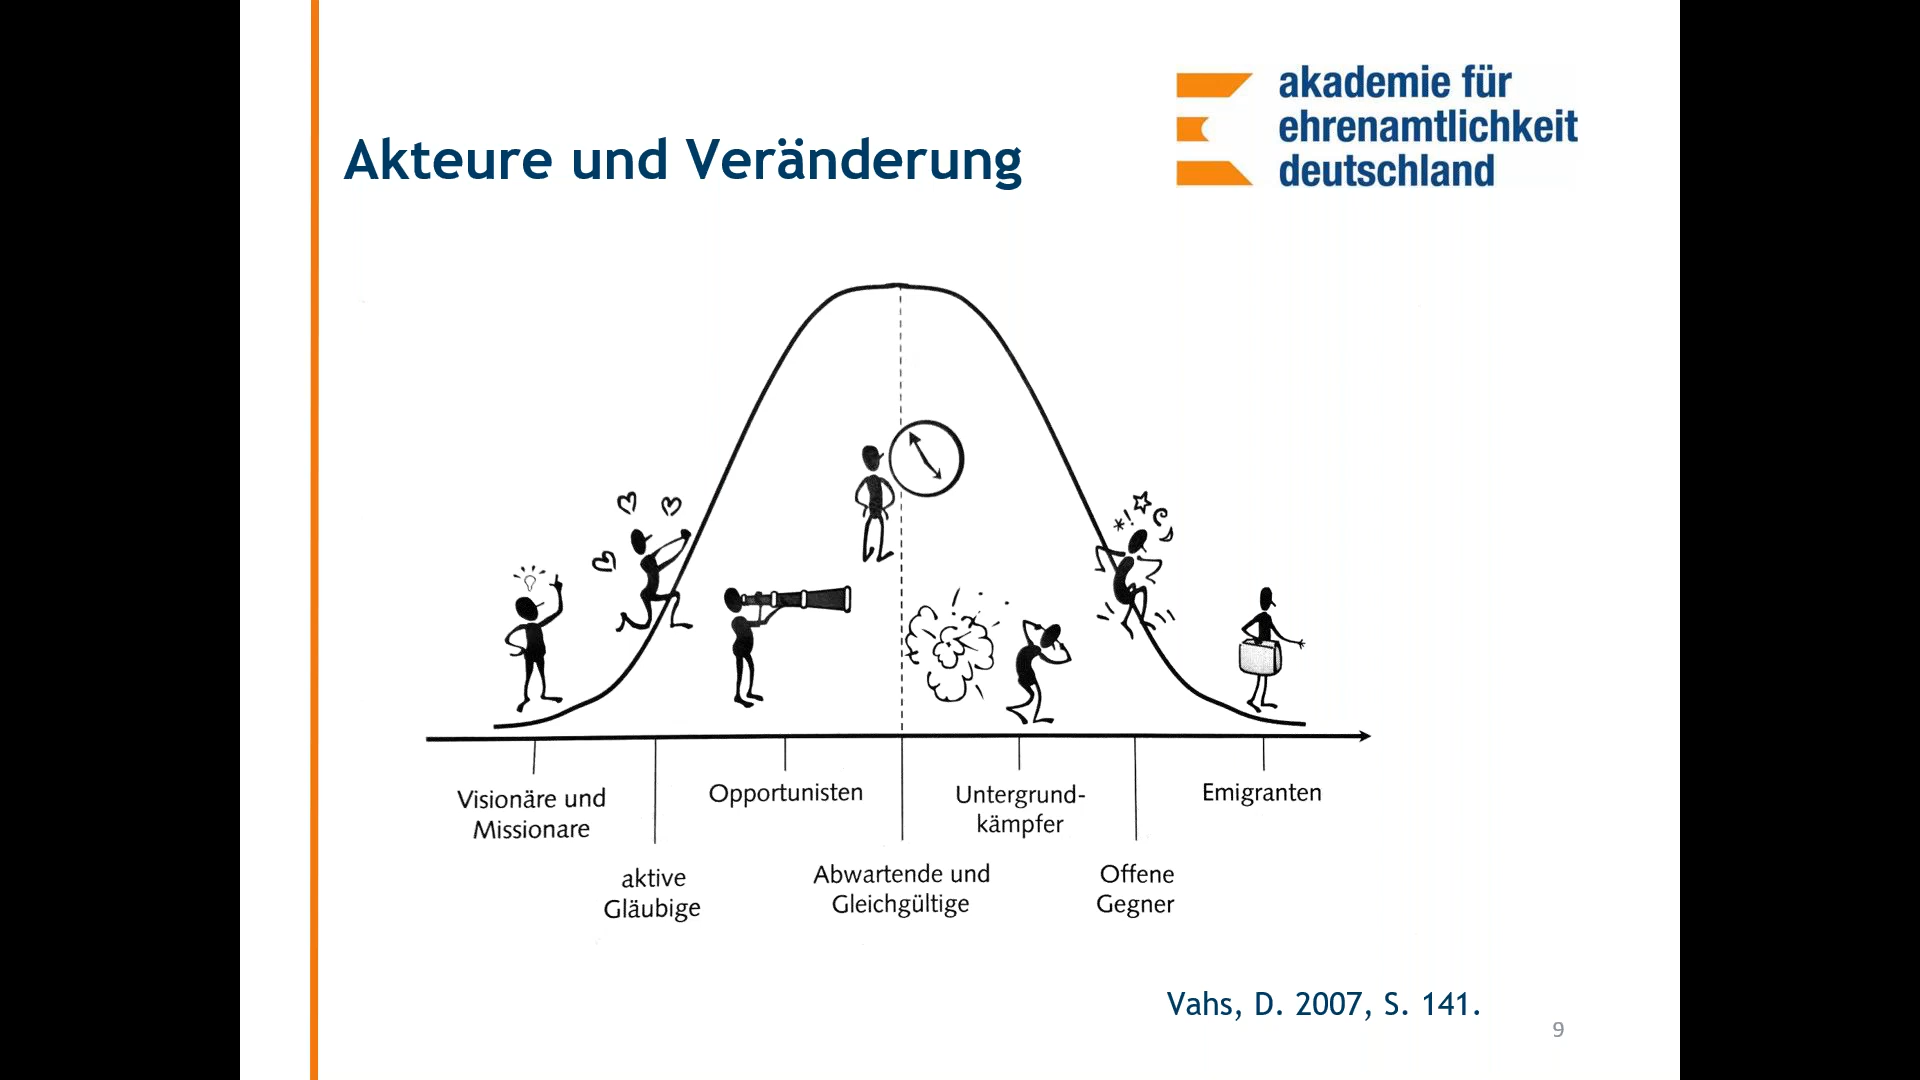 akademie für
ehrenamtlichkeit
deutschland
Akteure und Veränderung
Visionäre und
Missionare
aktive
Gläubige
Opportunisten
Abwartende und
Gleichgültige
Untergrund-
kämpfer
Offene
Gegner
Emigranten
Vahs, D. 2007, S. 141.
9